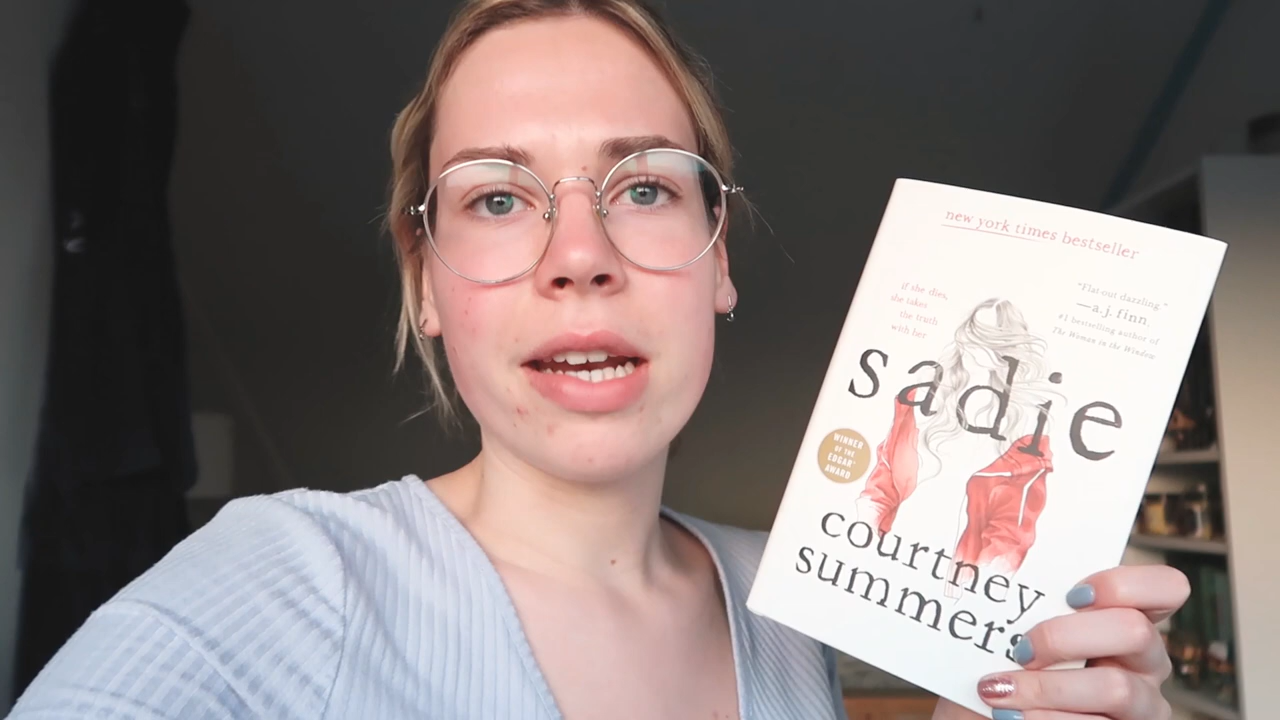 new york times bestseller
if she dies,
she takes
the truth
with her
"Flat-out dazzling."
—a.j. finn,
#1 bestselling author of
The Woman in the Window
sadie
WINNER
OF THE
EDGAR®
AWARD
courtney
summers